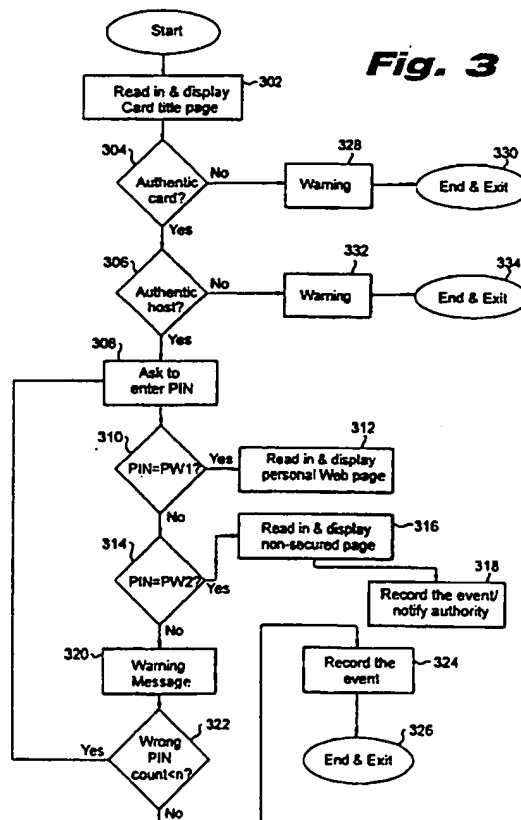 Start
Fig. 3
302
Read in & display
Card title page
304
328
330
Authentic
card?
No
Warning
End & Exit
Yes
306
332
334
Authentic
host?
No
Warning
End & Exit
Yes
308
Ask to
enter PIN
310
312
PIN=PW1?
Yes
Read in & display
personal Web page
No
314
316
Read in & display
non-secured page
PIN=PW2?
Yes
318
Record the event/
notify authority
No
320
Warning
Message
324
Record the
event
322
Yes
Wrong
PIN
count<n?
326
End & Exit
No